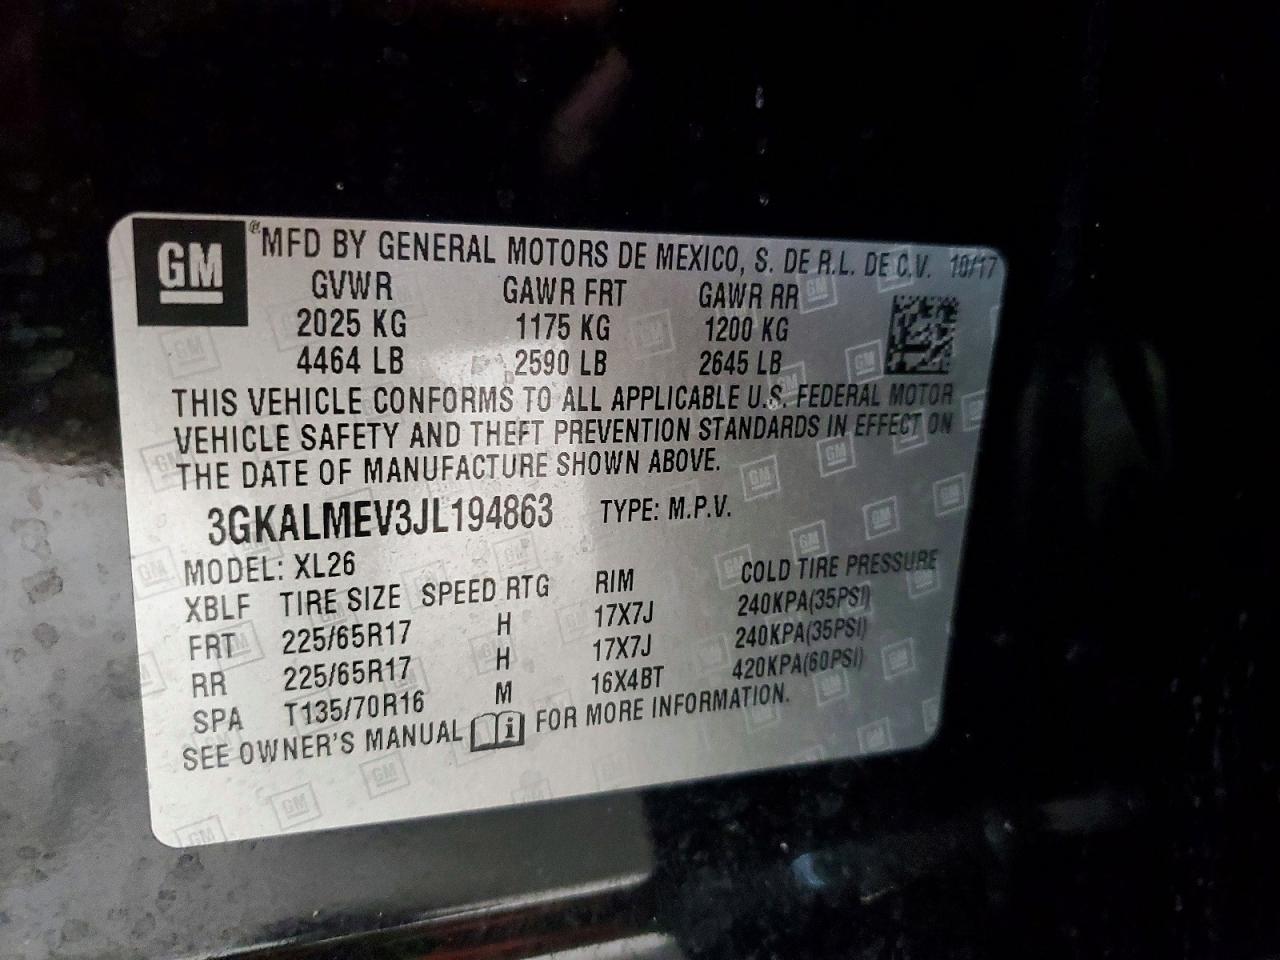 GM
® MFD BY GENERAL MOTORS DE MEXICO, S. DE R.L. DE C.V. 10/17
GVWR GAWR FRT GAWR RR
2025 KG 1175 KG 1200 KG
4464 LB 2590 LB 2645 LB
THIS VEHICLE CONFORMS TO ALL APPLICABLE U.S. FEDERAL MOTOR
VEHICLE SAFETY AND THEFT PREVENTION STANDARDS IN EFFECT ON
THE DATE OF MANUFACTURE SHOWN ABOVE.
3GKALMEV3JL194863 TYPE: M.P.V.
MODEL: XL26
XBLF TIRE SIZE SPEED RTG RIM COLD TIRE PRESSURE
FRT 225/65R17 H 17X7J 240KPA(35PSI)
RR 225/65R17 H 17X7J 240KPA(35PSI)
SPA T135/70R16 M 16X4BT 420KPA(60PSI)
SEE OWNER'S MANUAL i FOR MORE INFORMATION.